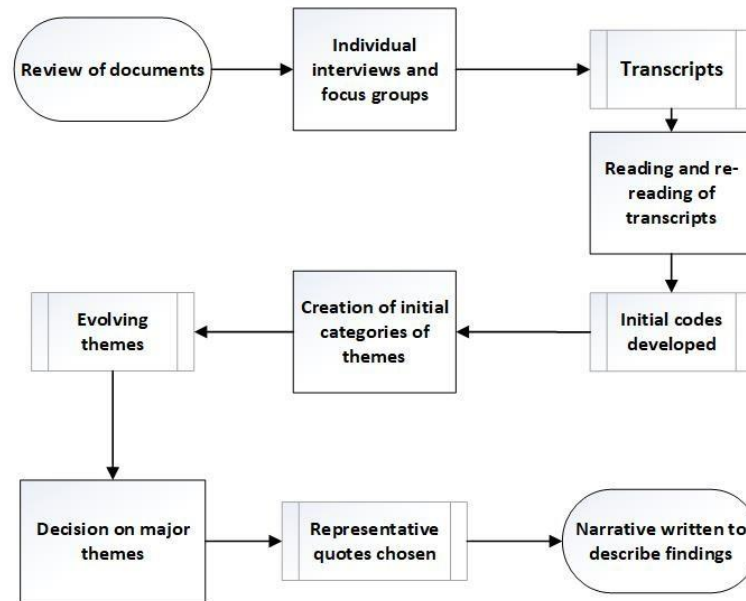 Review of documents
Individual
interviews and
focus groups
Transcripts
Reading and re-
reading of
transcripts
Initial codes
developed
Creation of initial
categories of
themes
Evolving
themes
Decision on major
themes
Representative
quotes chosen
Narrative written to
describe findings